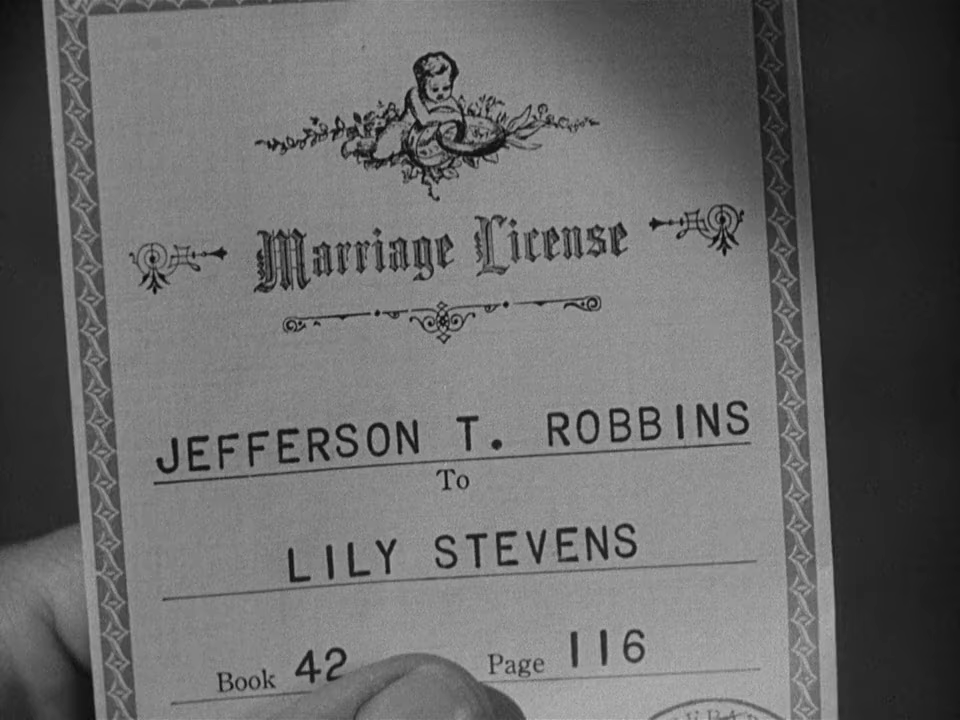 Marriage License
JEFFERSON T. ROBBINS
To
LILY STEVENS
Book 42 Page 116